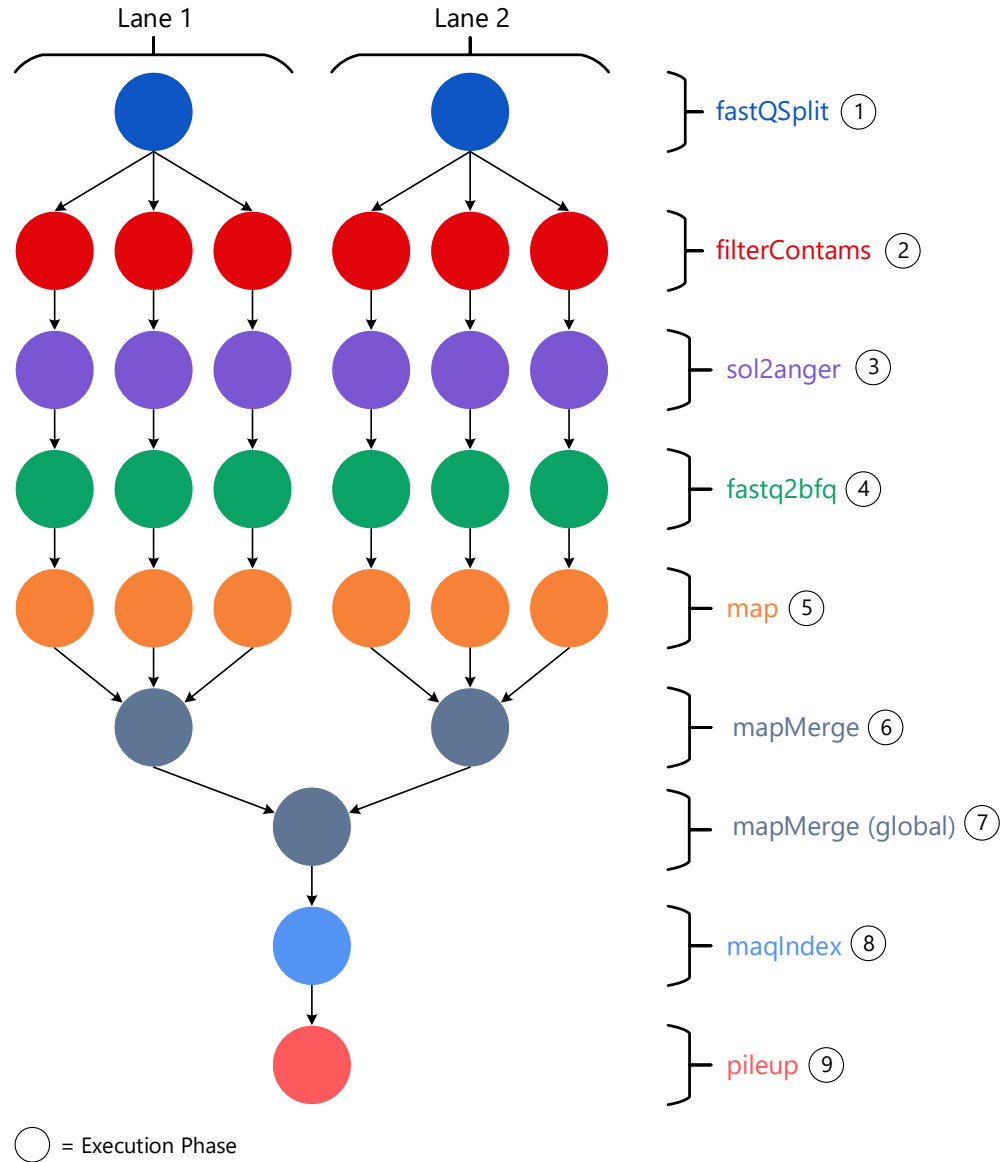 Lane 1
Lane 2
fastQSplit 1
filterContams 2
sol2anger 3
fastq2bfq 4
map 5
mapMerge 6
mapMerge (global) 7
maqIndex 8
pileup 9
= Execution Phase